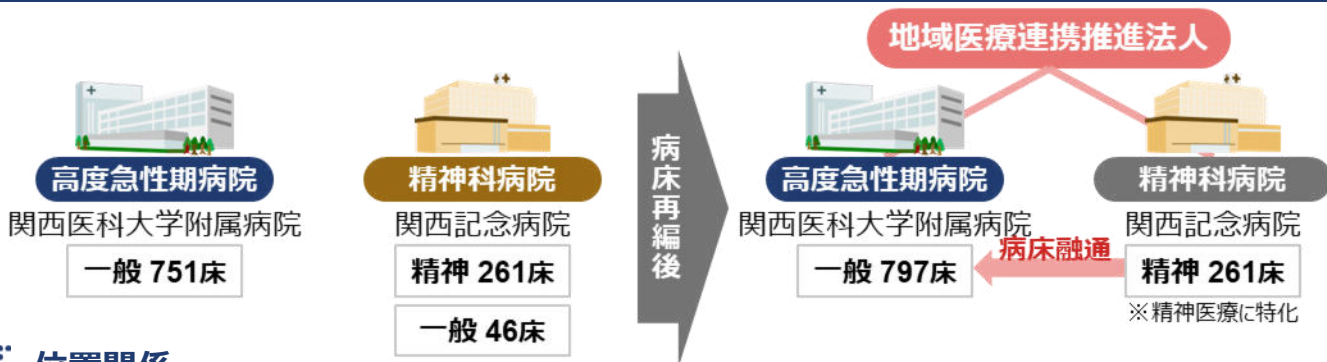 地域医療連携推進法人
高度急性期病院
関西医科大学附属病院
一般 751床
精神科病院
関西記念病院
精神 261床
一般 46床
病床再編後
高度急性期病院
関西医科大学附属病院
一般 797床
病床融通
精神科病院
関西記念病院
精神 261床
※精神医療に特化
位置関係